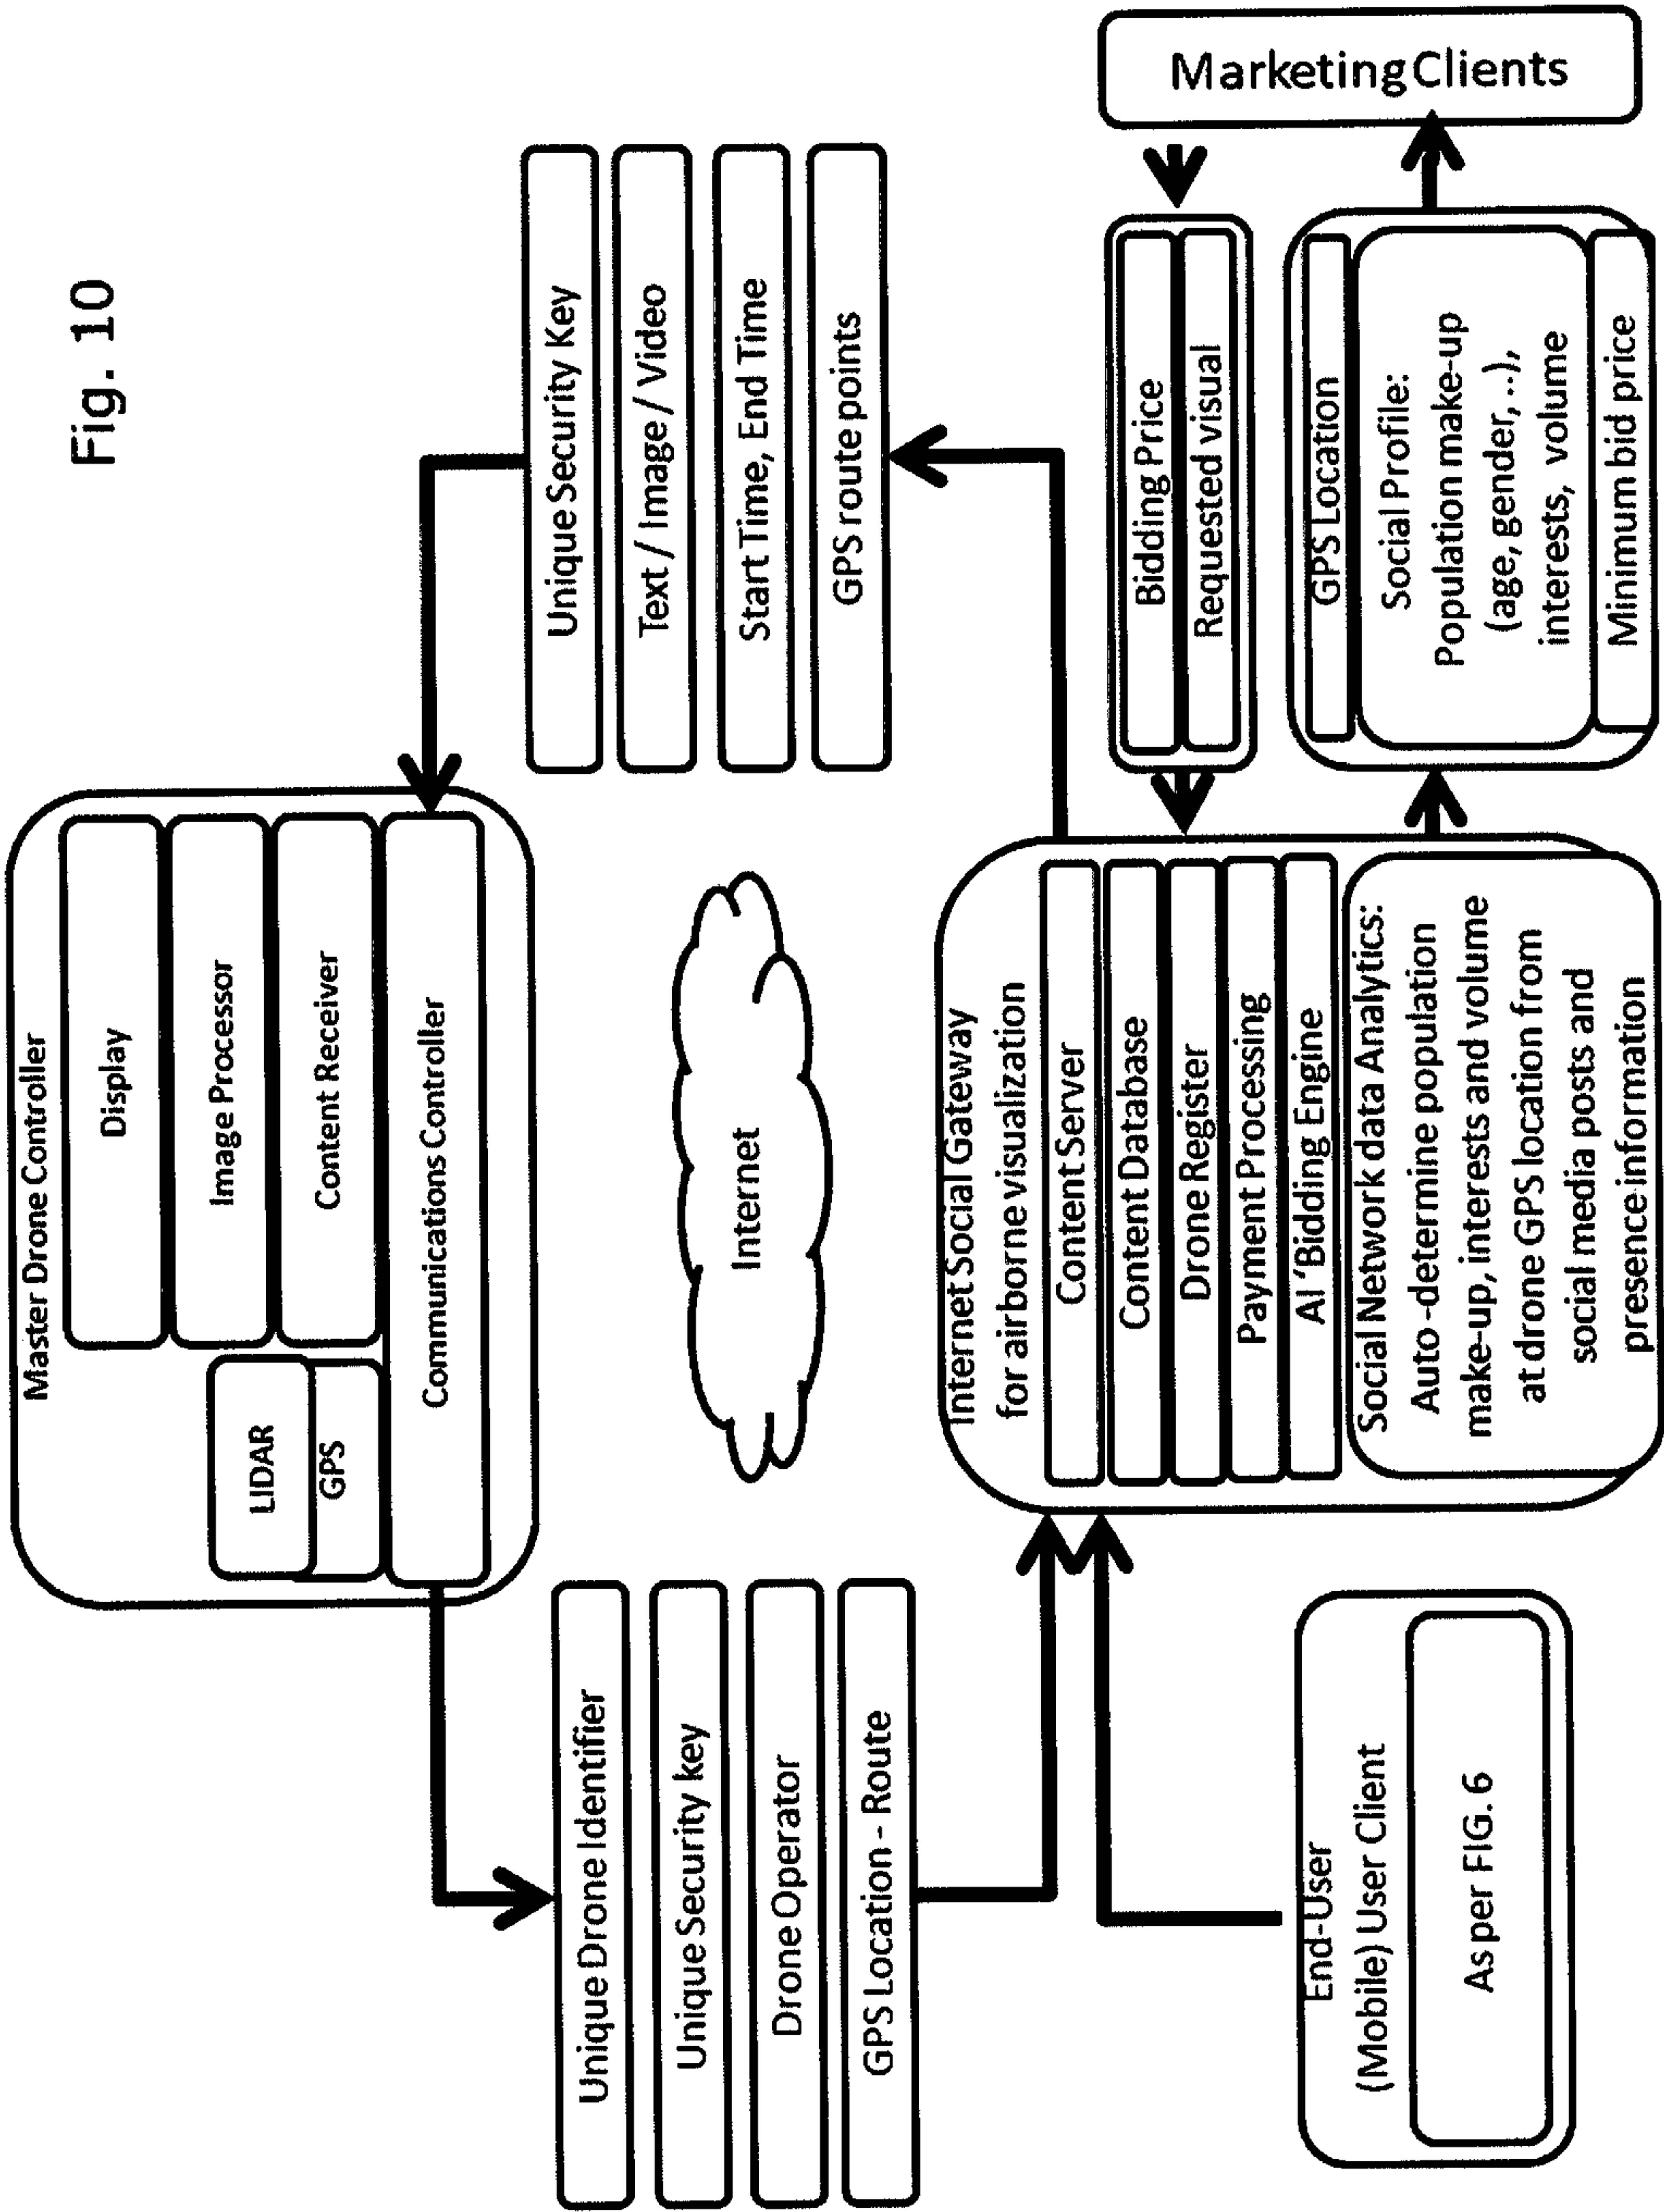 Fig. 10
Master Drone Controller
Display
Image Processor
Content Receiver
LIDAR
GPS
Communications Controller
Unique Drone Identifier
Unique Security key
Drone Operator
GPS Location - Route
Unique Security Key
Text / Image / Video
Start Time, End Time
GPS route points
Internet
End-User
(Mobile) User Client
As per FIG. 6
Internet Social Gateway
for airborne visualization
Content Server
Content Database
Drone Register
Payment Processing
AI 'Bidding Engine
Social Network data Analytics:
Auto-determine population
make-up, interests and volume
at drone GPS location from
social media posts and
presence information
Bidding Price
Requested visual
GPS Location
Social Profile:
Population make-up
(age, gender, ..),
interests, volume
Minimum bid price
Marketing Clients